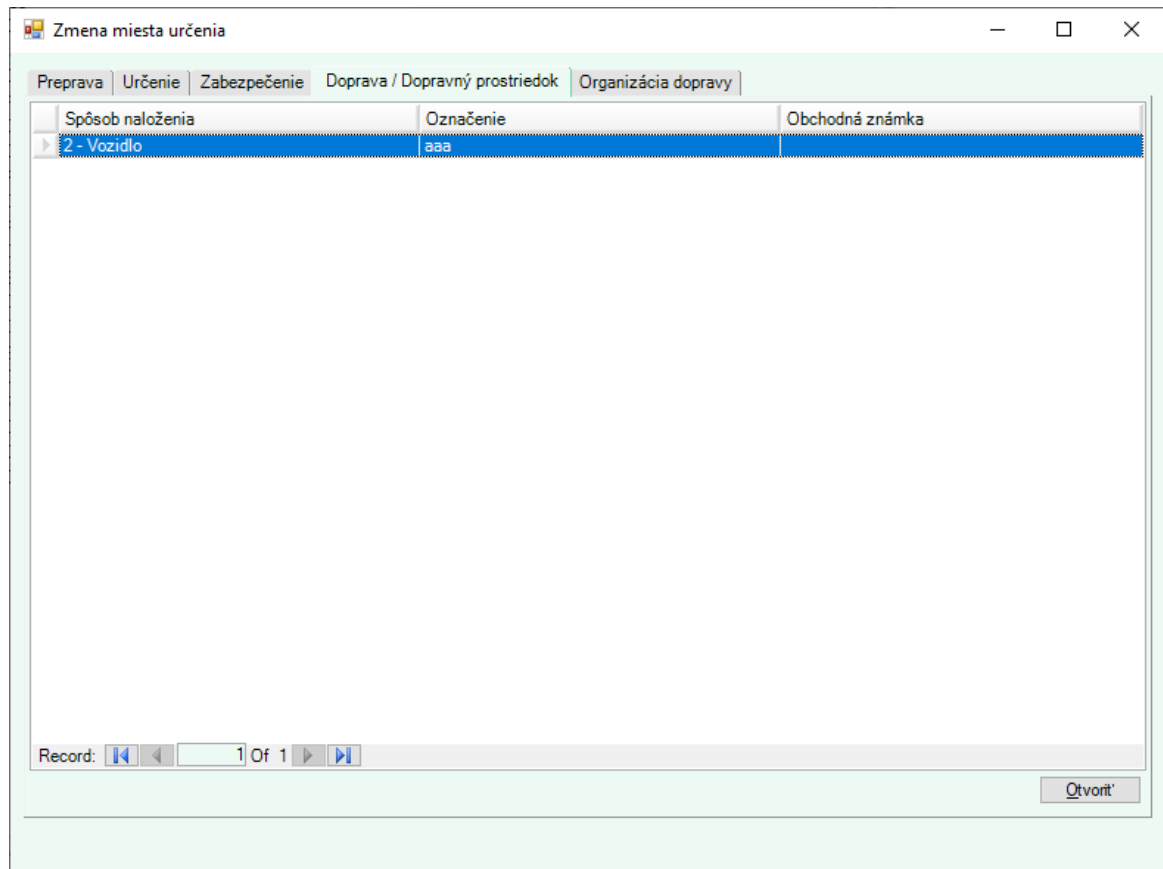 Zmena miesta určenia
Preprava Určenie Zabezpečenie Doprava / Dopravný prostriedok Organizácia dopravy
Spôsob naloženia Označenie Obchodná známka
2 - Vozidlo aaa
Record: 1 Of 1
Otvoriť